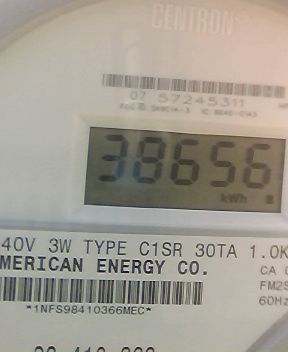 CENTRON®
07 57245311
38656
kWh
40V 3W TYPE C1SR 30TA 1.0K
MERICAN ENERGY CO.
CA
FM2S
60Hz
*1NFS98410366MEC*